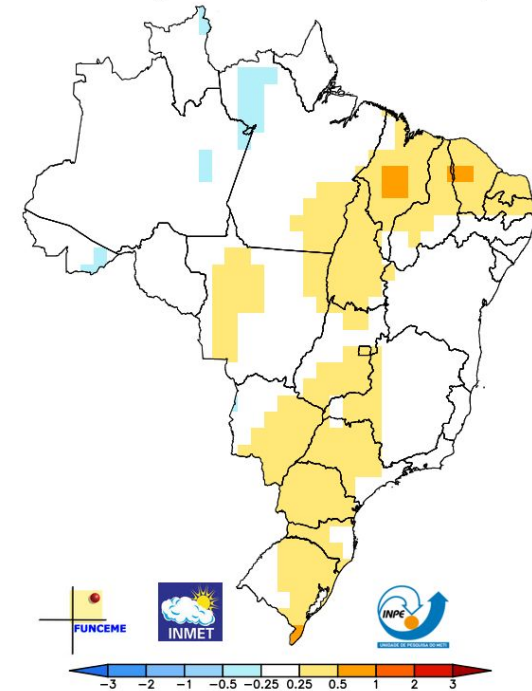 FUNCEME
INMET
INPE
UNIDADE DE PESQUISA DO MCTI
−3 −2 −1 −0.5 −0.25 0.25 0.5 1 2 3